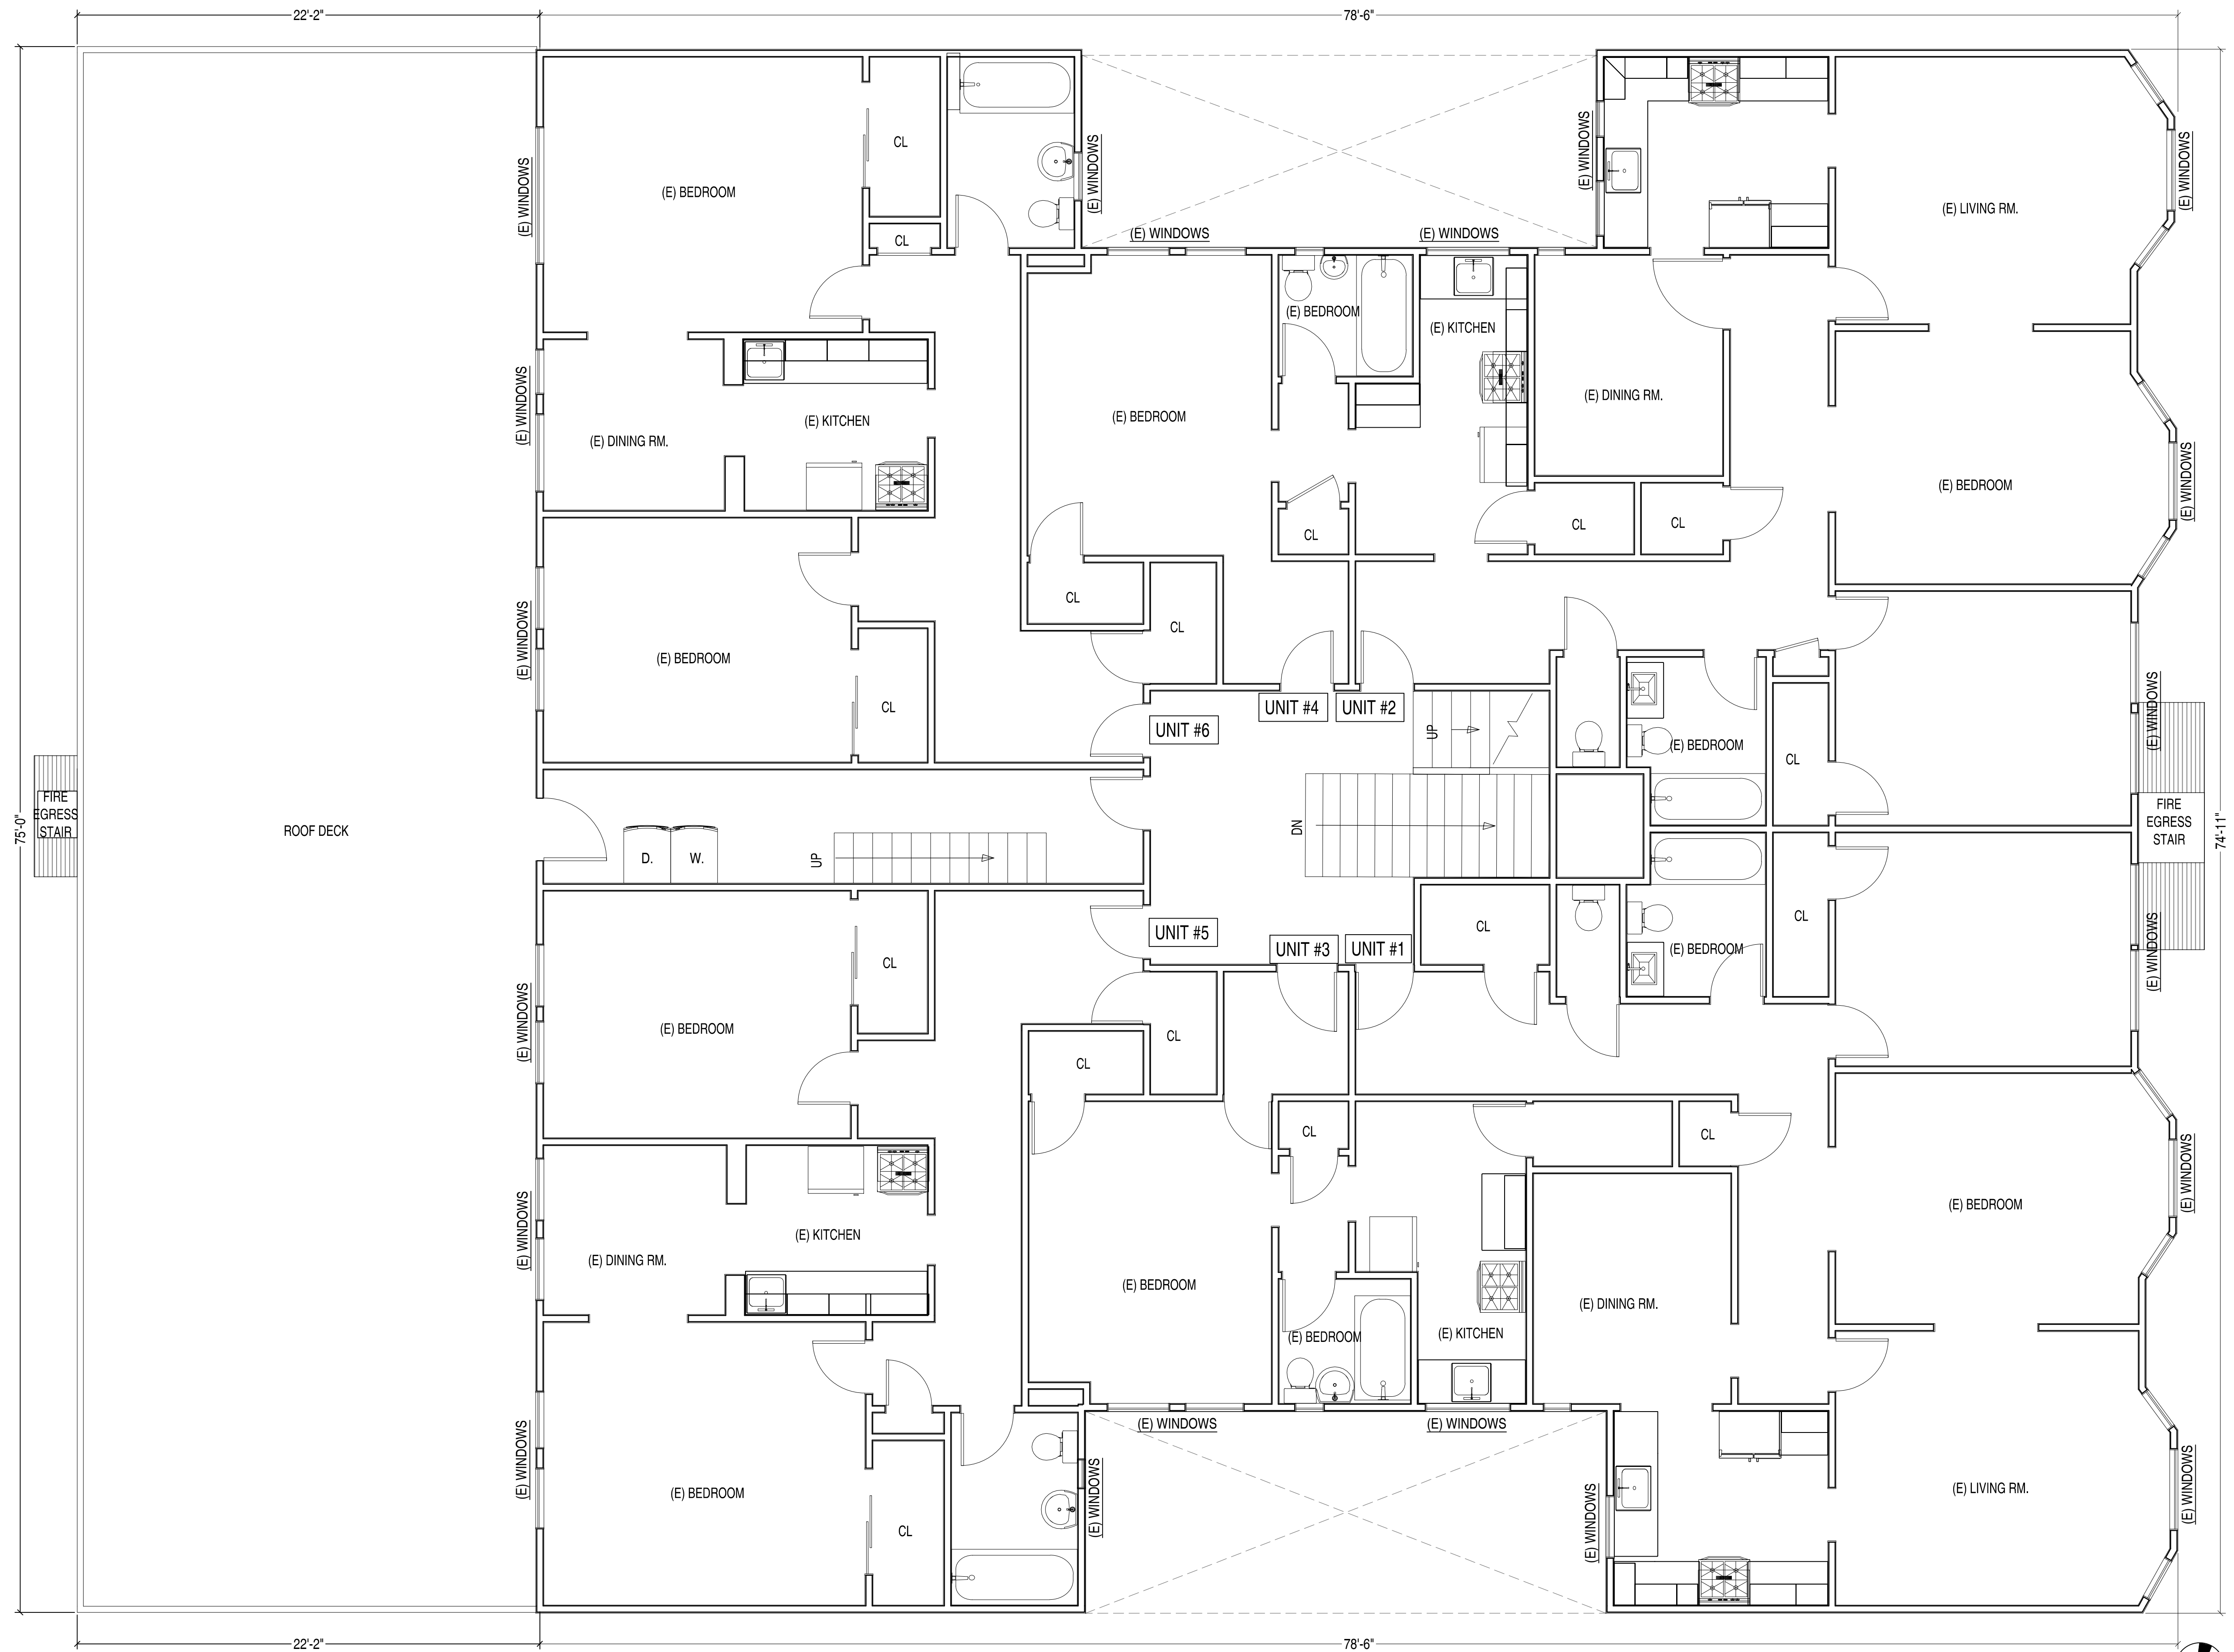 22'-2"
78'-6"
(E) WINDOWS
(E) BEDROOM
CL
CL
(E) WINDOWS
(E) WINDOWS
(E) WINDOWS
(E) WINDOWS
(E) LIVING RM.
(E) WINDOWS
(E) WINDOWS
(E) DINING RM.
(E) KITCHEN
(E) BEDROOM
(E) BEDROOM
(E) KITCHEN
(E) DINING RM.
(E) BEDROOM
(E) WINDOWS
CL
CL
CL
CL
CL
(E) WINDOWS
(E) BEDROOM
CL
UNIT #6
UNIT #4
UNIT #2
UP
(E) BEDROOM
CL
(E) WINDOWS
75'-0"
FIRE
EGRESS
STAIR
ROOF DECK
D.
W.
UP
DN
FIRE
EGRESS
STAIR
74'-11"
UNIT #5
UNIT #3
UNIT #1
CL
(E) BEDROOM
CL
(E) WINDOWS
(E) WINDOWS
(E) BEDROOM
CL
CL
CL
CL
CL
(E) BEDROOM
(E) WINDOWS
(E) WINDOWS
(E) DINING RM.
(E) KITCHEN
(E) BEDROOM
(E) BEDROOM
(E) KITCHEN
(E) DINING RM.
(E) WINDOWS
(E) BEDROOM
CL
(E) WINDOWS
(E) WINDOWS
(E) WINDOWS
(E) WINDOWS
(E) LIVING RM.
(E) WINDOWS
22'-2"
78'-6"